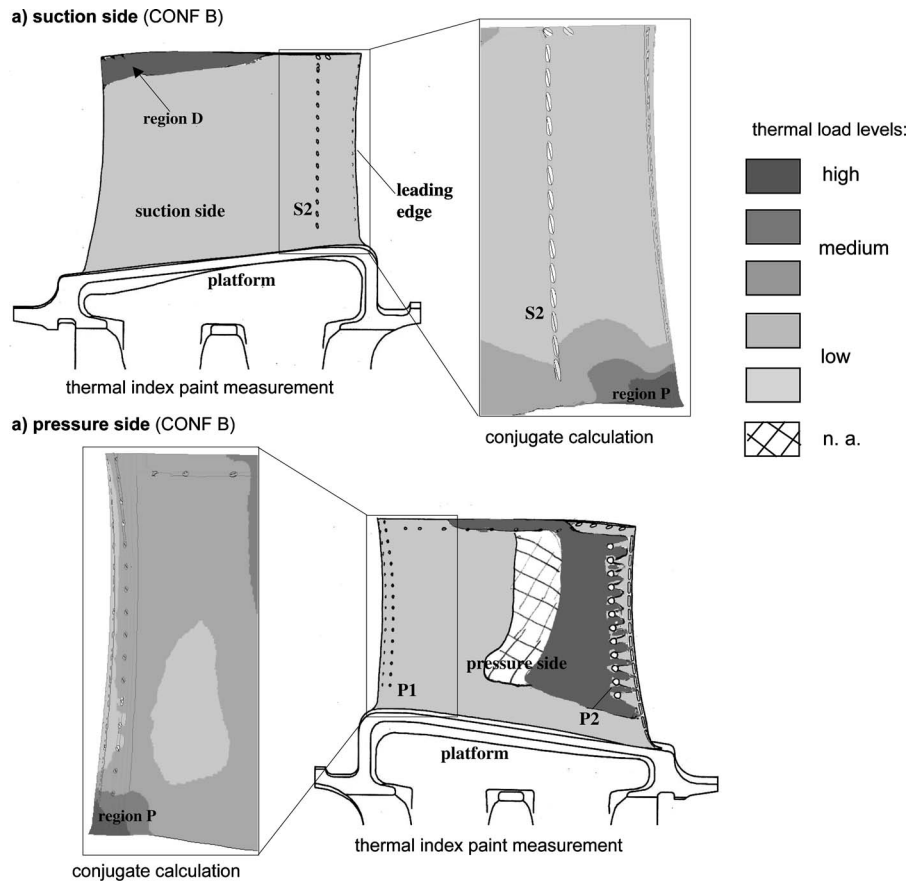 a) suction side (CONF B)
region D
suction side
S2
leading
edge
platform
thermal index paint measurement
S2
region P
conjugate calculation
thermal load levels:
high
medium
low
n. a.
a) pressure side (CONF B)
region P
conjugate calculation
P1
pressure side
P2
platform
thermal index paint measurement